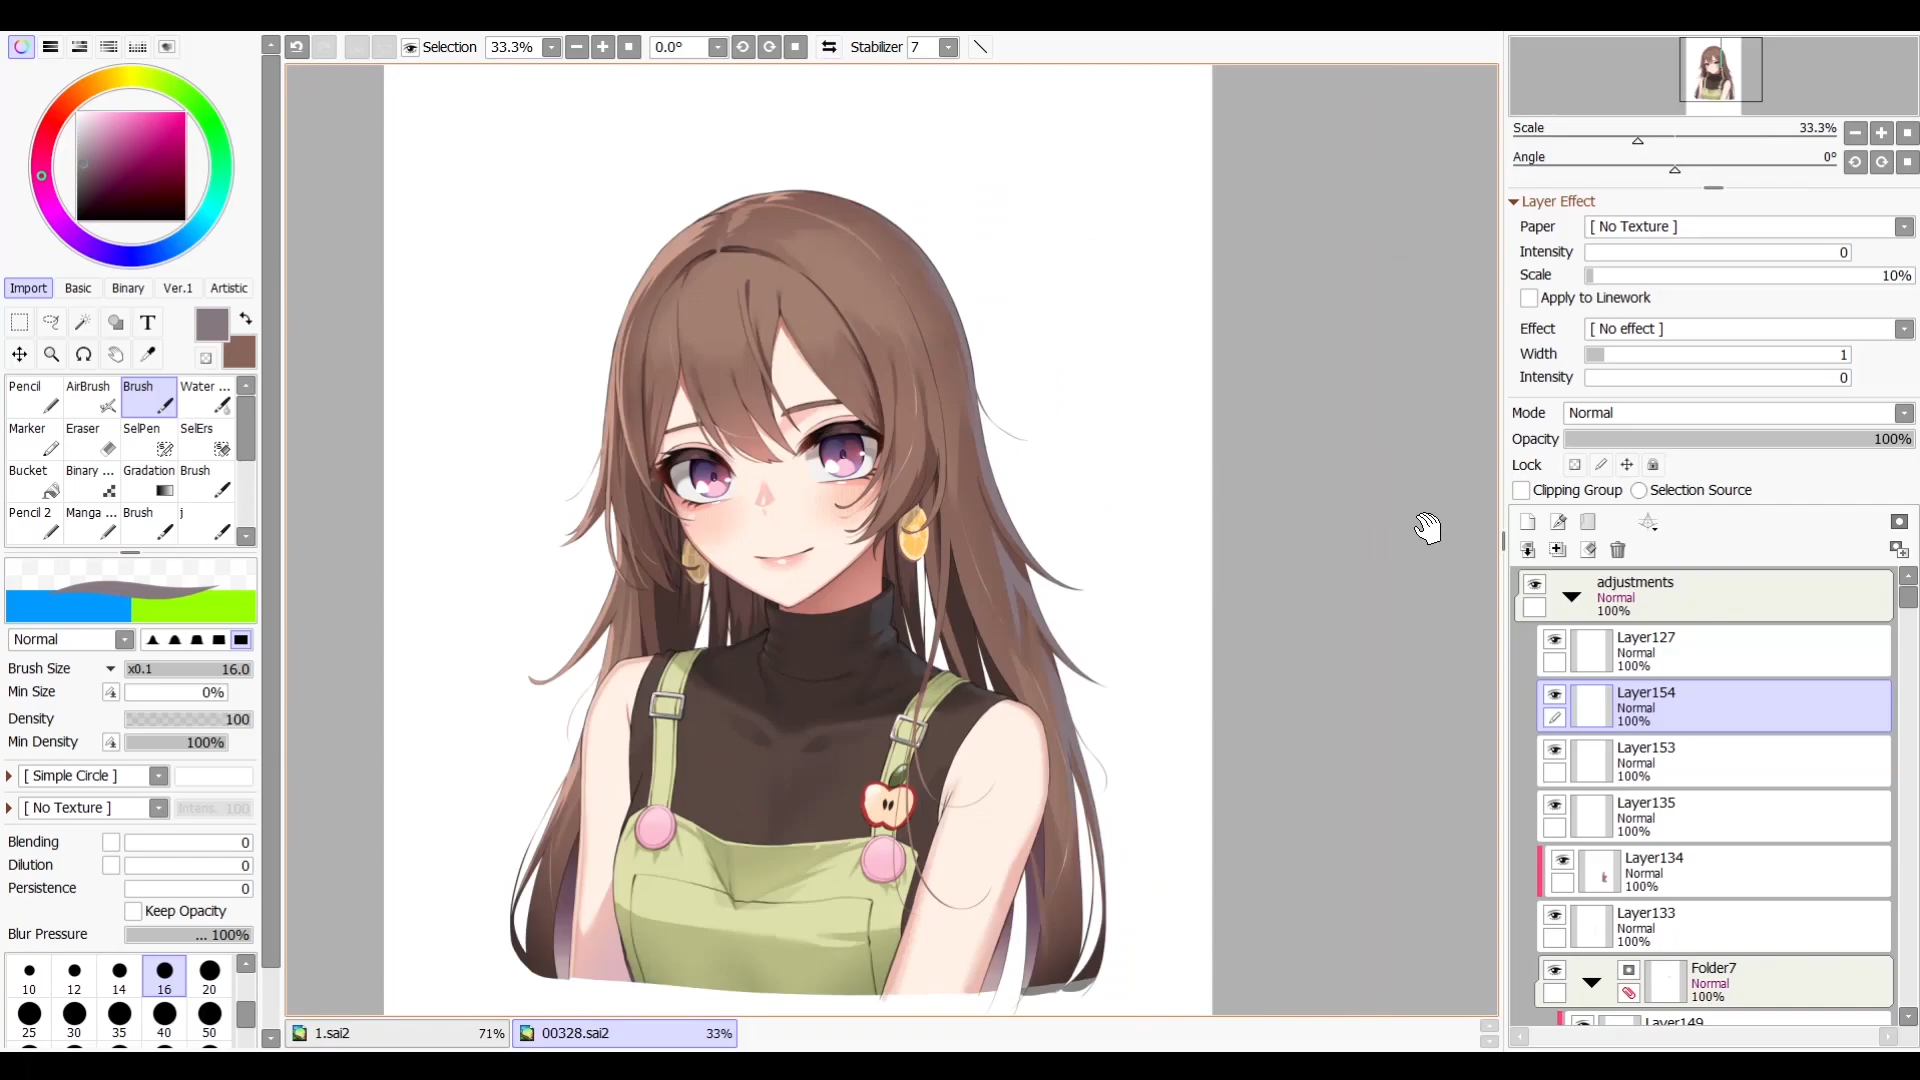 Selection 33.3% 0.0° Stabilizer 7
Import Basic Binary Ver.1 Artistic
T
Pencil AirBrush Brush Water ...
Marker Eraser SelPen SelErs
Bucket Binary ... Gradation Brush
Pencil 2 Manga ... Brush j
Normal
Brush Size x0.1 16.0
Min Size 0%
Density 100
Min Density 100%
[ Simple Circle ]
[ No Texture ] Intens. 100
Blending 0
Dilution 0
Persistence 0
Keep Opacity
Blur Pressure ... 100%
10 12 14 16 20
25 30 35 40 50
1.sai2 71% 00328.sai2 33%
Scale 33.3%
Angle 0°
Layer Effect
Paper [ No Texture ]
Intensity 0
Scale 10%
Apply to Linework
Effect [ No effect ]
Width 1
Intensity 0
Mode Normal
Opacity 100%
Lock
Clipping Group Selection Source
adjustments
Normal
100%
Layer127
Normal
100%
Layer154
Normal
100%
Layer153
Normal
100%
Layer135
Normal
100%
Layer134
Normal
100%
Layer133
Normal
100%
Folder7
Normal
100%
Layer149